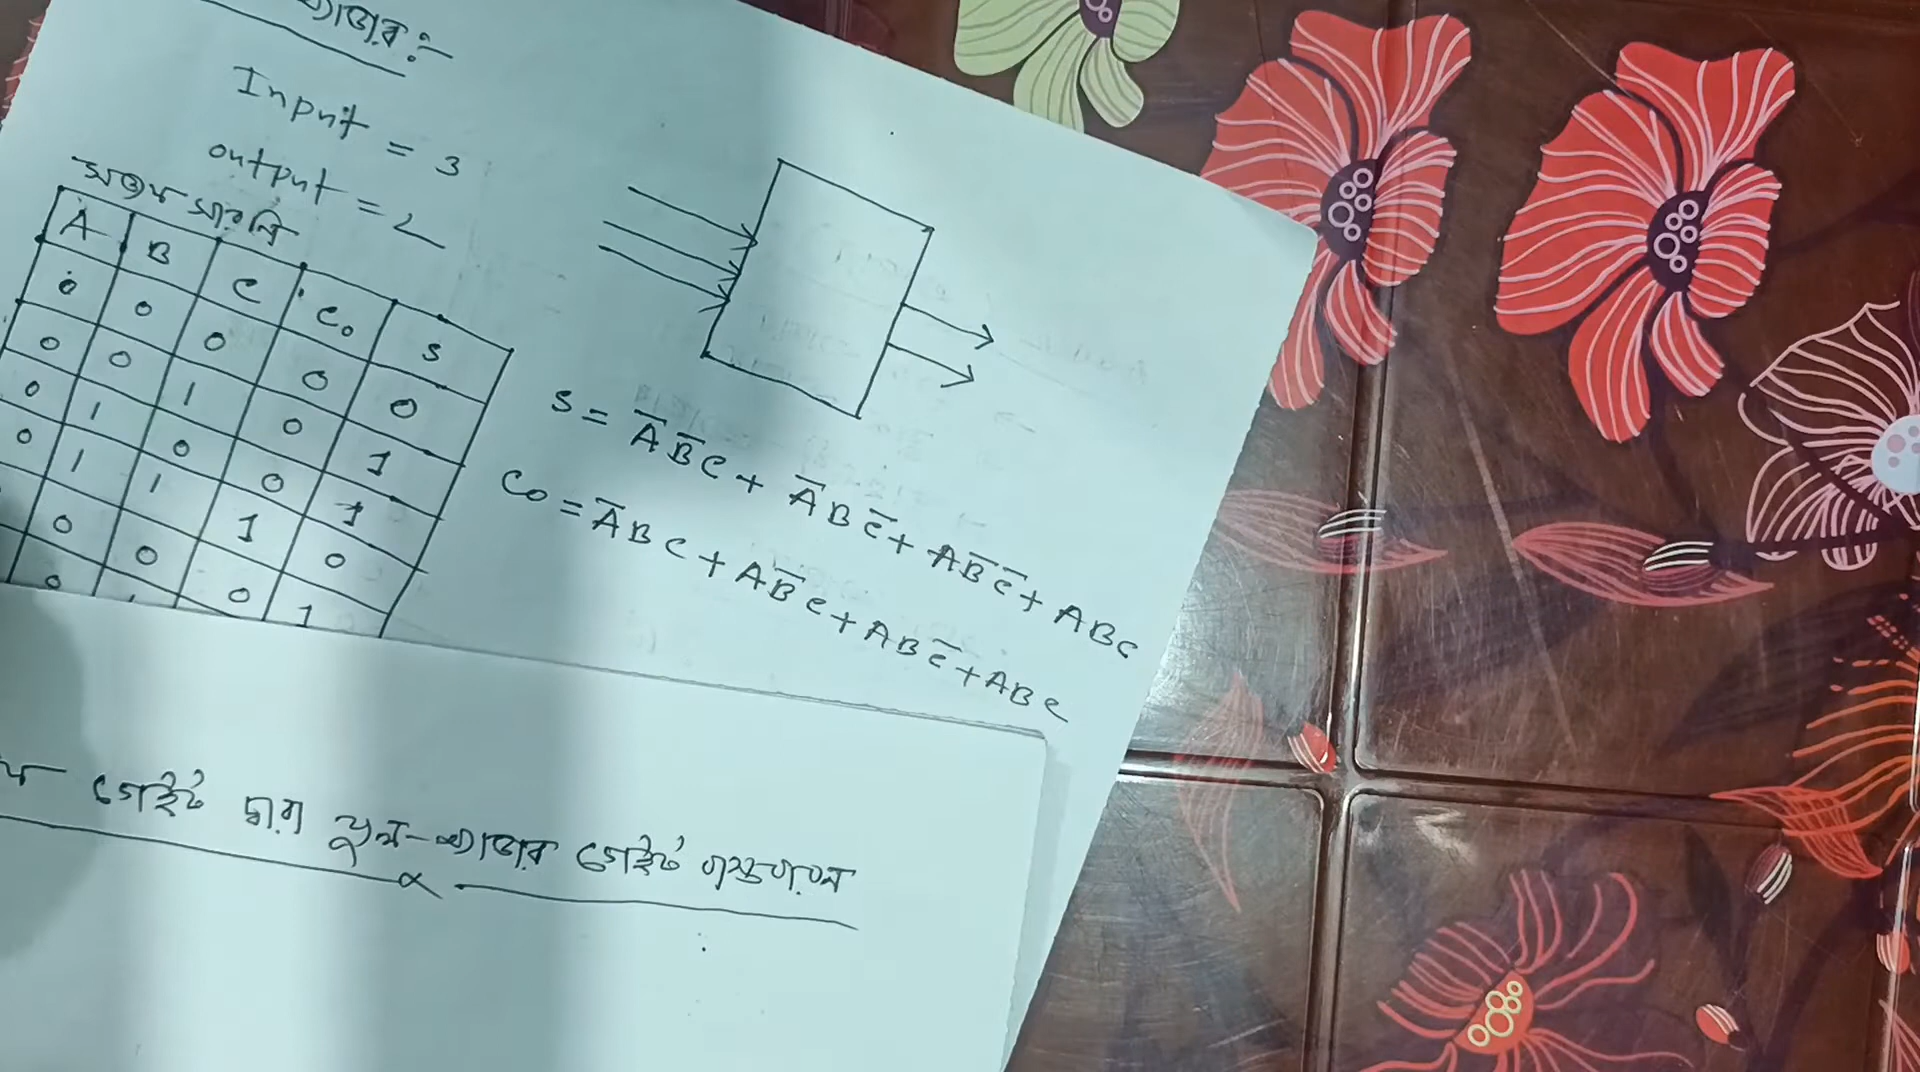 Input = 3
output = 2
সত্যক সারণি
A B C C₀ S
0 0 0 0 0
0 0 1 0 1
0 1 0 0 1
0 1 1 1 0
0 0 0 1
0
S = A̅B̅C + A̅BC̅ + AB̅C̅ + ABC
C₀ = A̅BC + AB̅C + ABC̅ + ABC
গেইট দ্বারা ফুল-অ্যাডার গেইট